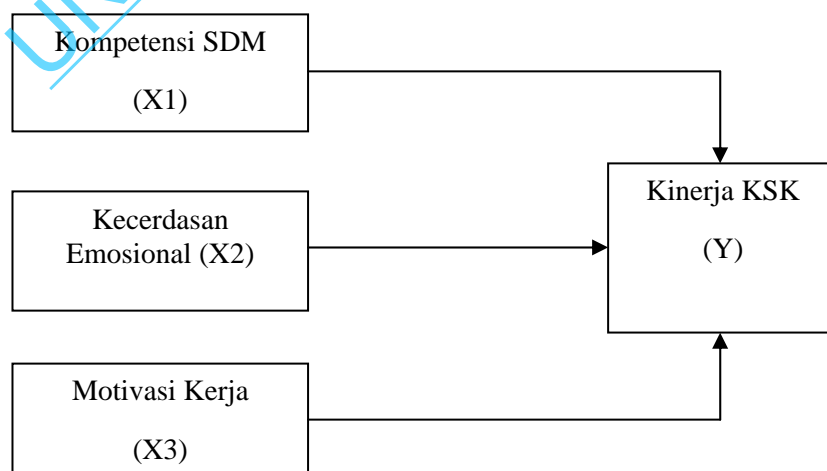 Kompetensi SDM
(X1)
Kecerdasan
Emosional (X2)
Motivasi Kerja
(X3)
Kinerja KSK
(Y)